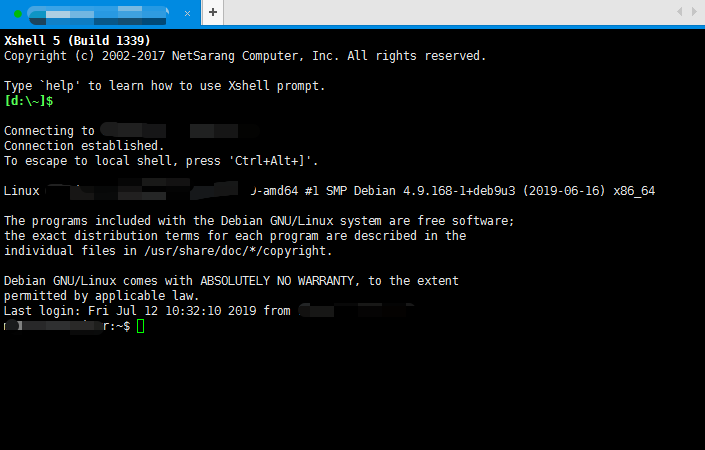 Xshell 5 (Build 1339)
Copyright (c) 2002-2017 NetSarang Computer, Inc. All rights reserved.
Type `help' to learn how to use Xshell prompt.
[d:\~]$
Connecting to
Connection established.
To escape to local shell, press 'Ctrl+Alt+]'.
Linux -amd64 #1 SMP Debian 4.9.168-1+deb9u3 (2019-06-16) x86_64
The programs included with the Debian GNU/Linux system are free software;
the exact distribution terms for each program are described in the
individual files in /usr/share/doc/*/copyright.
Debian GNU/Linux comes with ABSOLUTELY NO WARRANTY, to the extent
permitted by applicable law.
Last login: Fri Jul 12 10:32:10 2019 from
r:~$